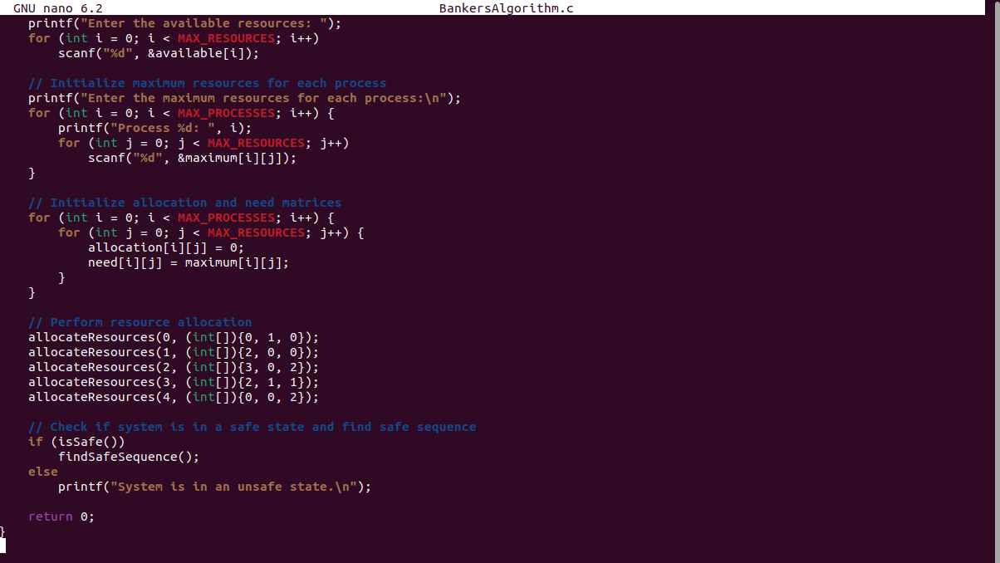 GNU nano 6.2 BankersAlgorithm.c
    printf("Enter the available resources: ");
    for (int i = 0; i < MAX_RESOURCES; i++)
        scanf("%d", &available[i]);

    // Initialize maximum resources for each process
    printf("Enter the maximum resources for each process:\n");
    for (int i = 0; i < MAX_PROCESSES; i++) {
        printf("Process %d: ", i);
        for (int j = 0; j < MAX_RESOURCES; j++)
            scanf("%d", &maximum[i][j]);
    }

    // Initialize allocation and need matrices
    for (int i = 0; i < MAX_PROCESSES; i++) {
        for (int j = 0; j < MAX_RESOURCES; j++) {
            allocation[i][j] = 0;
            need[i][j] = maximum[i][j];
        }
    }

    // Perform resource allocation
    allocateResources(0, (int[]){0, 1, 0});
    allocateResources(1, (int[]){2, 0, 0});
    allocateResources(2, (int[]){3, 0, 2});
    allocateResources(3, (int[]){2, 1, 1});
    allocateResources(4, (int[]){0, 0, 2});

    // Check if system is in a safe state and find safe sequence
    if (isSafe())
        findSafeSequence();
    else
        printf("System is in an unsafe state.\n");

    return 0;
}